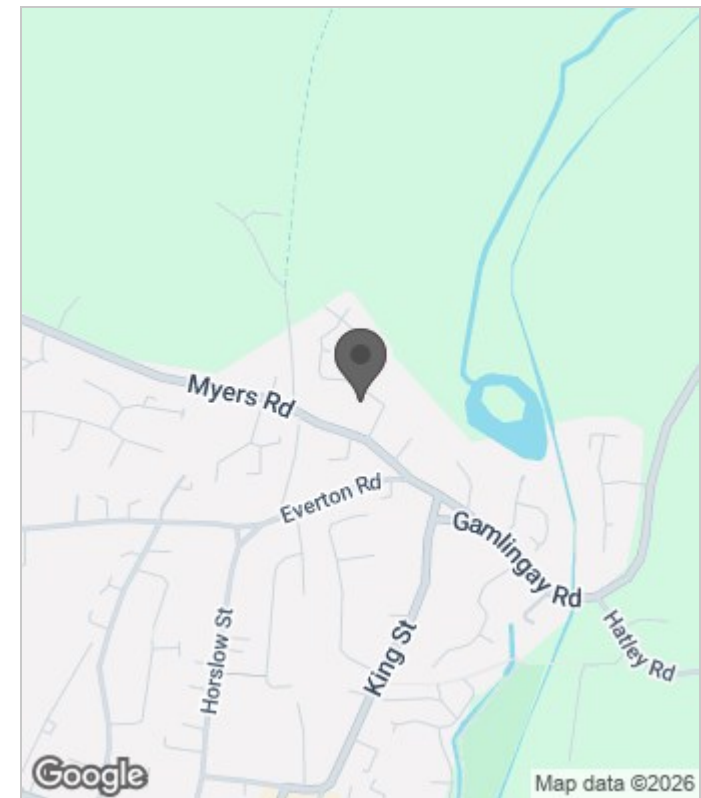 Myers Rd
Everton Rd
Gamlingay Rd
Horslow St
King St
Hatley Rd
Google
Map data ©2026